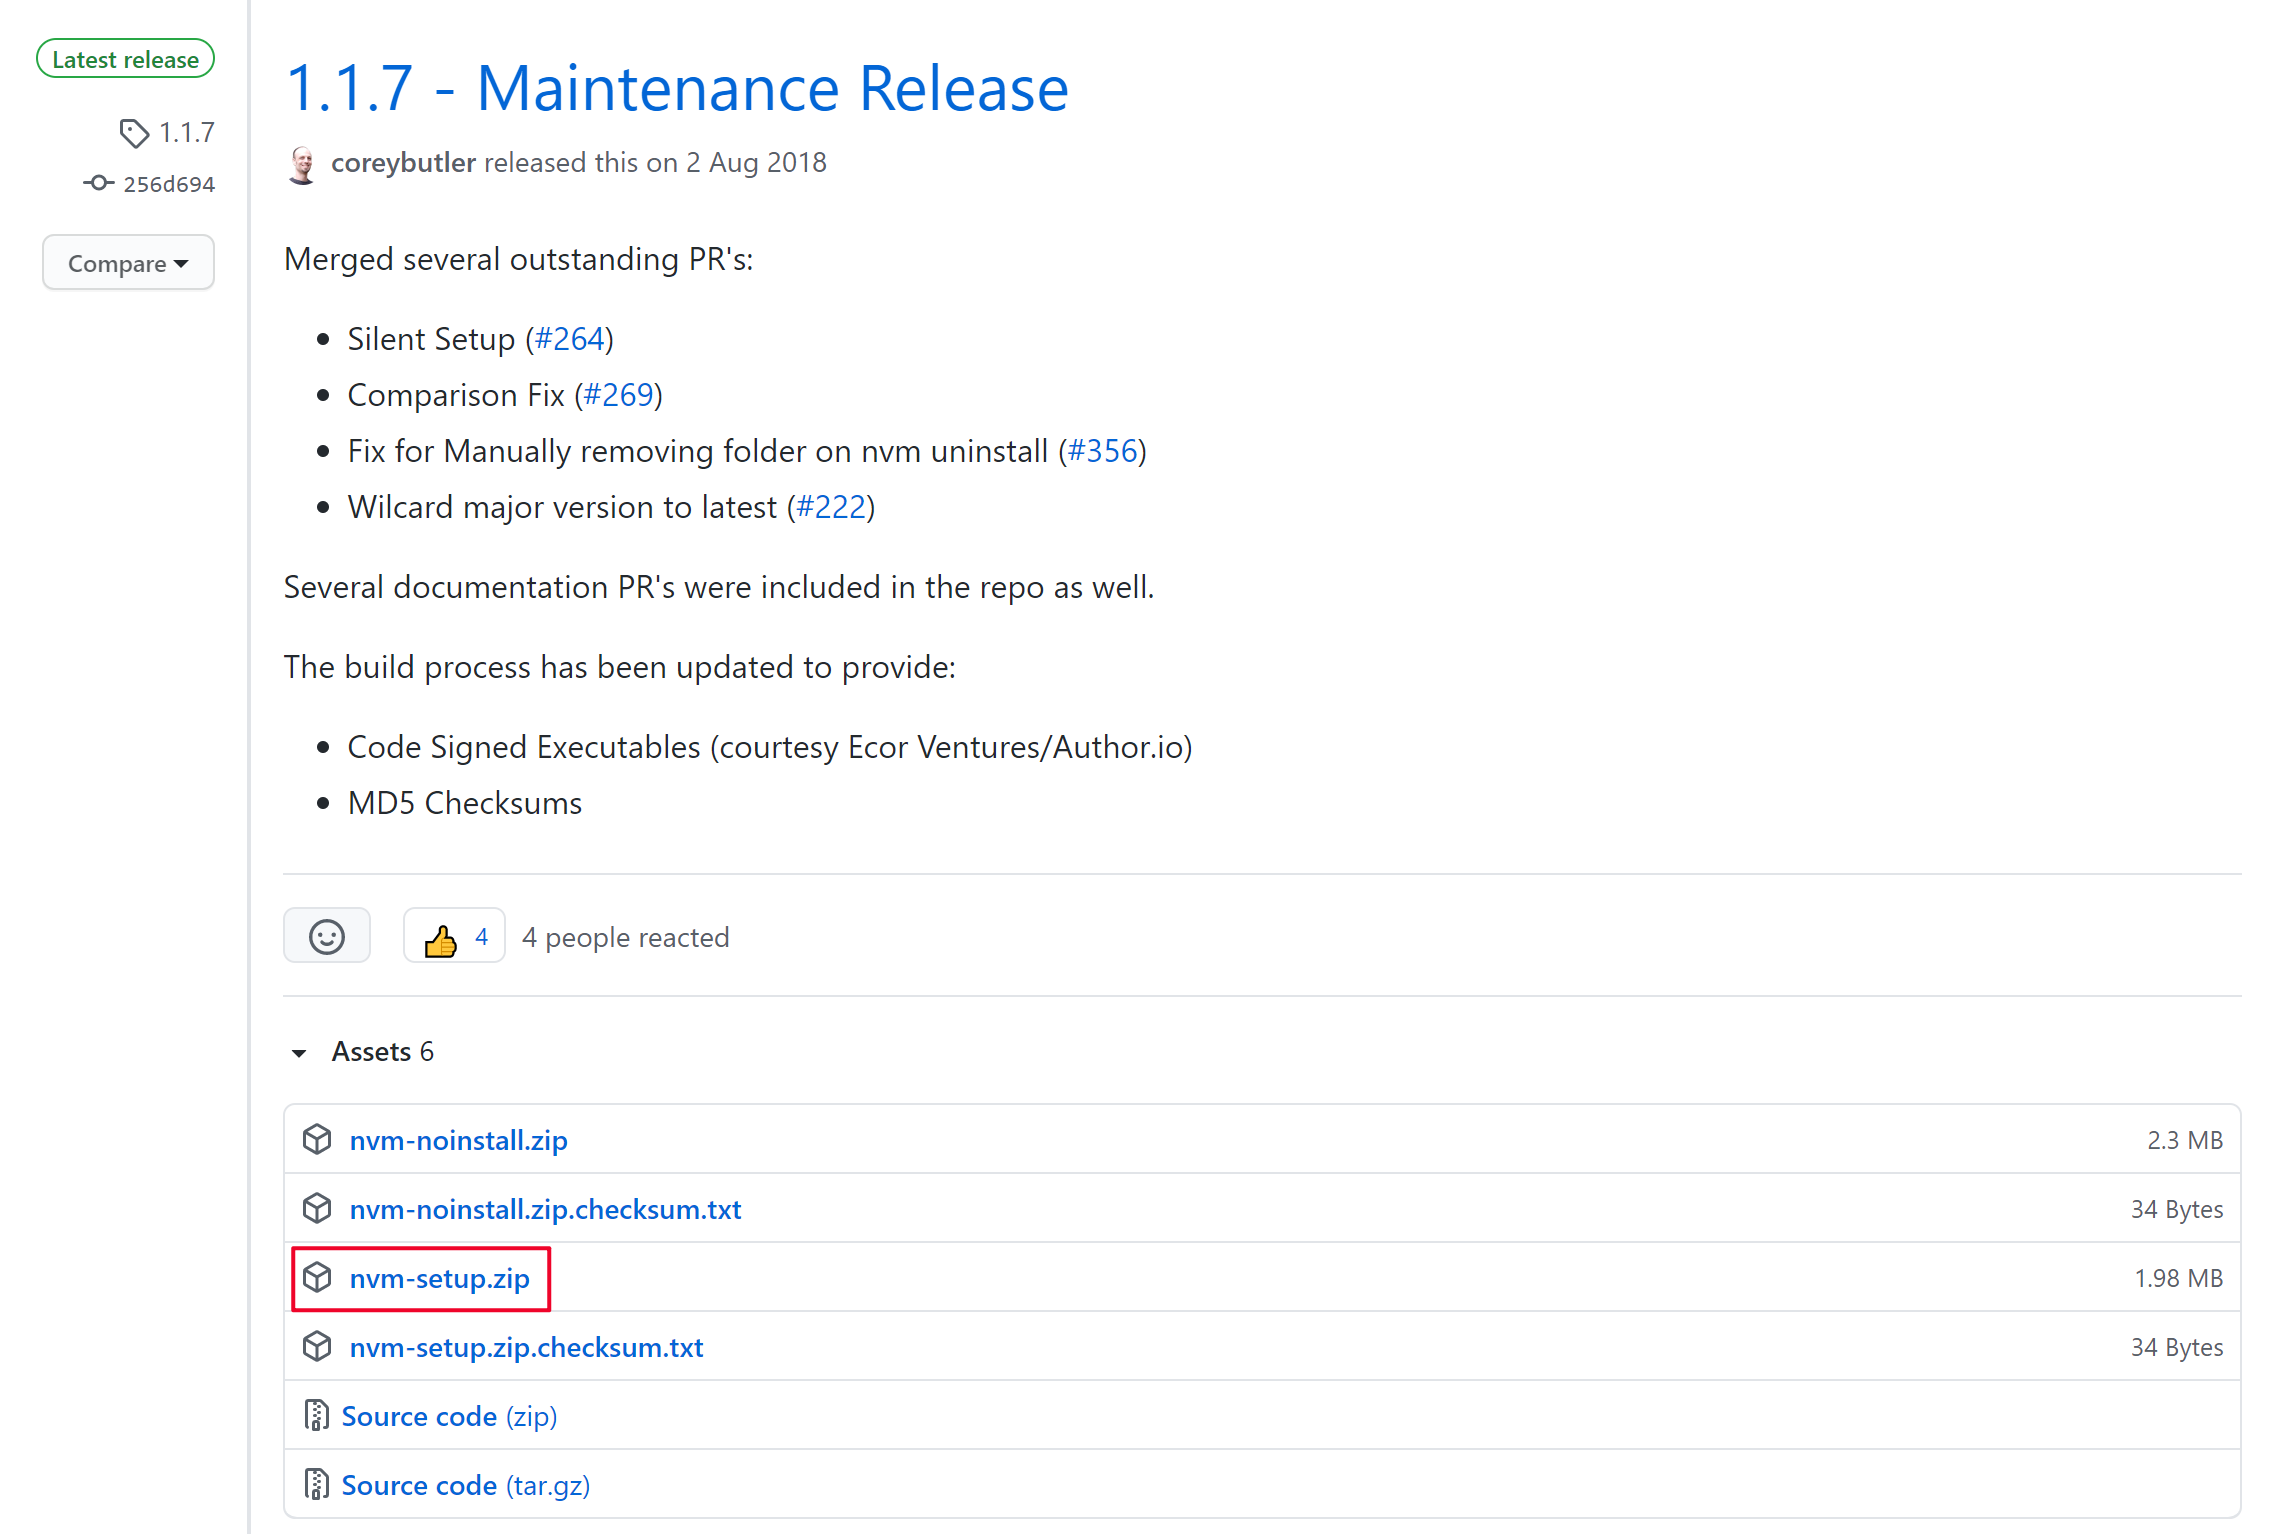 Latest release
1.1.7
256d694
Compare
1.1.7 - Maintenance Release
coreybutler released this on 2 Aug 2018
Merged several outstanding PR's:
Silent Setup (#264)
Comparison Fix (#269)
Fix for Manually removing folder on nvm uninstall (#356)
Wilcard major version to latest (#222)
Several documentation PR's were included in the repo as well.
The build process has been updated to provide:
Code Signed Executables (courtesy Ecor Ventures/Author.io)
MD5 Checksums
4 4 people reacted
Assets 6
nvm-noinstall.zip 2.3 MB
nvm-noinstall.zip.checksum.txt 34 Bytes
nvm-setup.zip 1.98 MB
nvm-setup.zip.checksum.txt 34 Bytes
Source code (zip)
Source code (tar.gz)